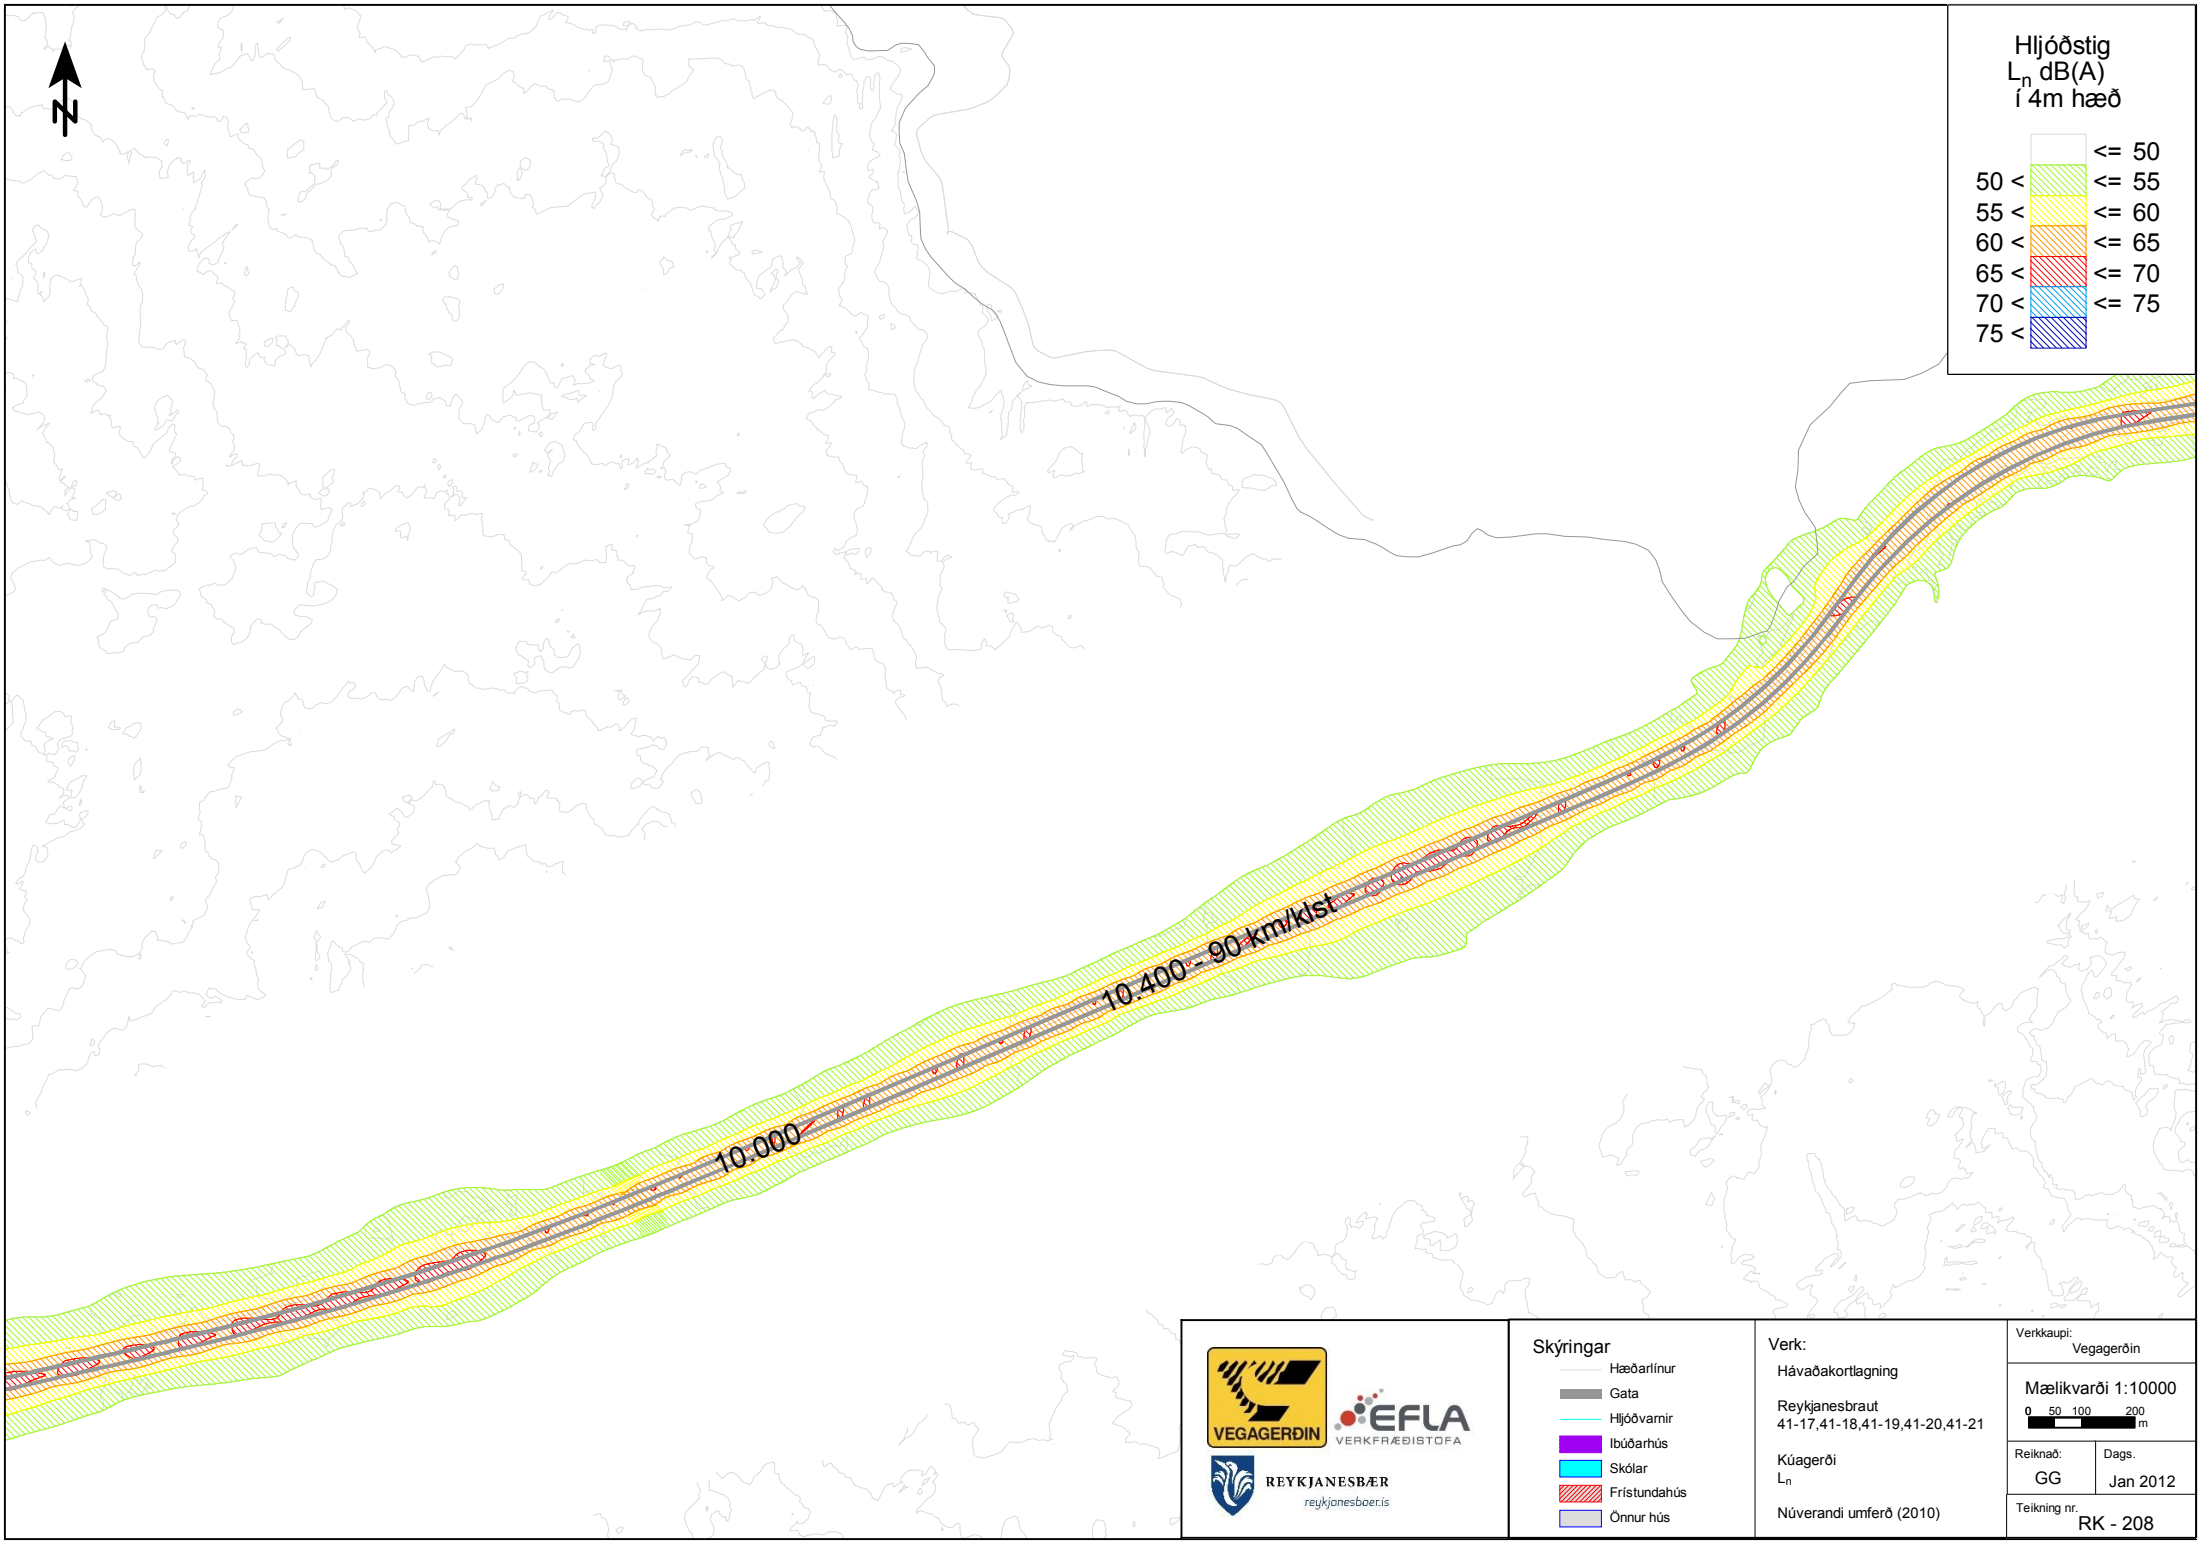 N
Hljóðstig
Ln dB(A)
í 4m hæð
<= 50
50 < <= 55
55 < <= 60
60 < <= 65
65 < <= 70
70 < <= 75
75 <
10.400 - 90 km/klst
10.000
VEGAGERÐIN
EFLA
VERKFRÆÐISTOFA
REYKJANESBÆR
reykjanesbaer.is
Skýringar
Hæðarlínur
Gata
Hljóðvarnir
Ibúðarhús
Skólar
Frístundahús
Önnur hús
Verk:
Hávaðakortlagning
Reykjanesbraut
41-17,41-18,41-19,41-20,41-21
Kúagerði
Ln
Núverandi umferð (2010)
Verkkaupi:
Vegagerðin
Mælikvarði 1:10000
0 50 100 200
m
Reiknað:
GG
Dags.
Jan 2012
Teikning nr.
RK - 208